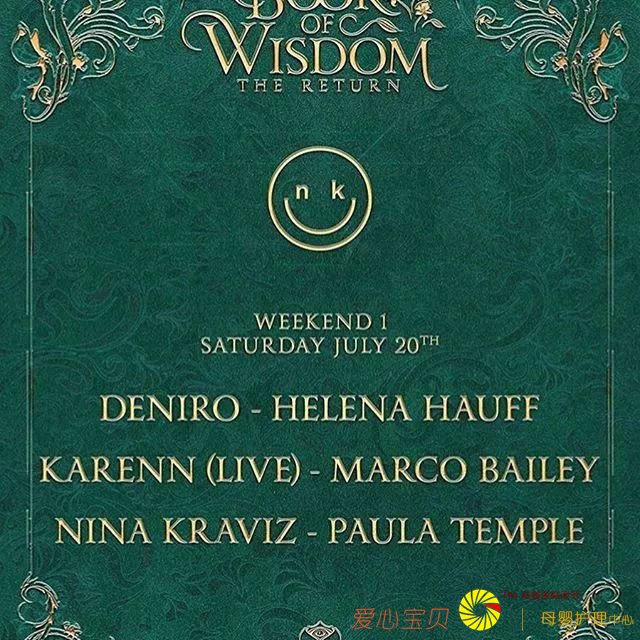 BOOK
OF
WISDOM
THE RETURN
n k
WEEKEND 1
SATURDAY JULY 20TH
DENIRO - HELENA HAUFF
KARENN (LIVE) - MARCO BAILEY
NINA KRAVIZ - PAULA TEMPLE
爱心宝贝
母婴护理中心